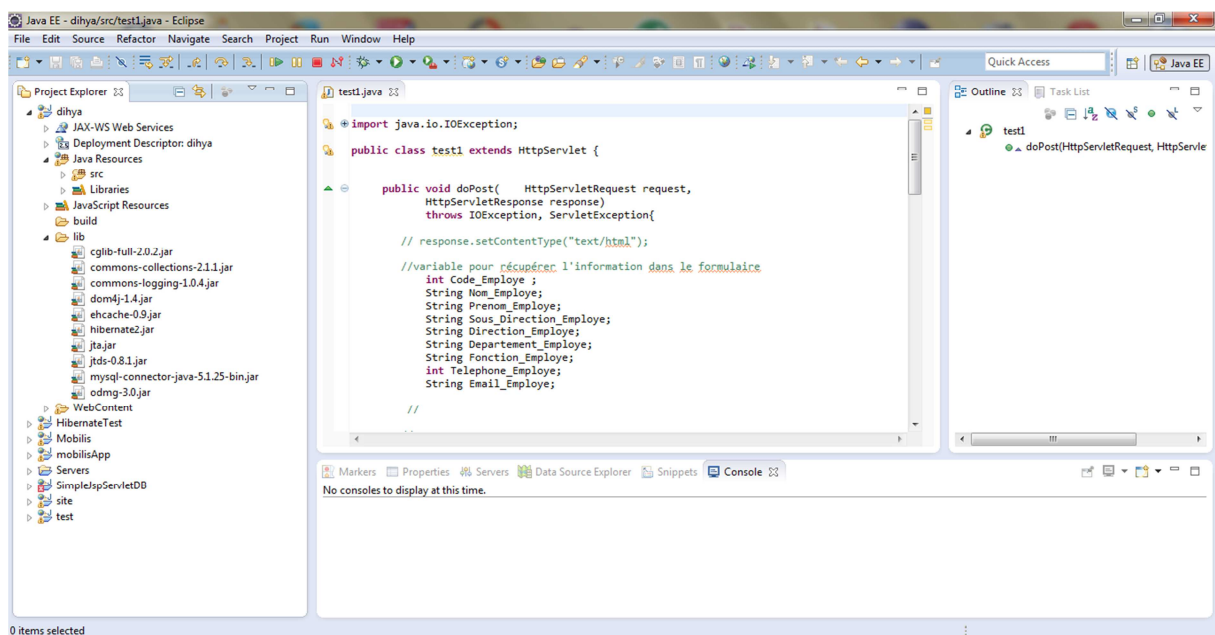 Java EE - dihya/src/test1.java - Eclipse
File Edit Source Refactor Navigate Search Project Run Window Help
Quick Access
Java EE
Project Explorer
dihya
JAX-WS Web Services
Deployment Descriptor: dihya
Java Resources
src
Libraries
JavaScript Resources
build
lib
cglib-full-2.0.2.jar
commons-collections-2.1.1.jar
commons-logging-1.0.4.jar
dom4j-1.4.jar
ehcache-0.9.jar
hibernate2.jar
jta.jar
jtds-0.8.1.jar
mysql-connector-java-5.1.25-bin.jar
odmg-3.0.jar
WebContent
HibernateTest
Mobilis
mobilisApp
Servers
SimpleJspServletDB
site
test
test1.java
import java.io.IOException;
public class test1 extends HttpServlet {
public void doPost( HttpServletRequest request,
HttpServletResponse response)
throws IOException, ServletException{
// response.setContentType("text/html");
//variable pour récupérer l'information dans le formulaire
int Code_Employe ;
String Nom_Employe;
String Prenom_Employe;
String Sous_Direction_Employe;
String Direction_Employe;
String Departement_Employe;
String Fonction_Employe;
int Telephone_Employe;
String Email_Employe;
//
Outline Task List
test1
doPost(HttpServletRequest, HttpServle
Markers Properties Servers Data Source Explorer Snippets Console
No consoles to display at this time.
0 items selected